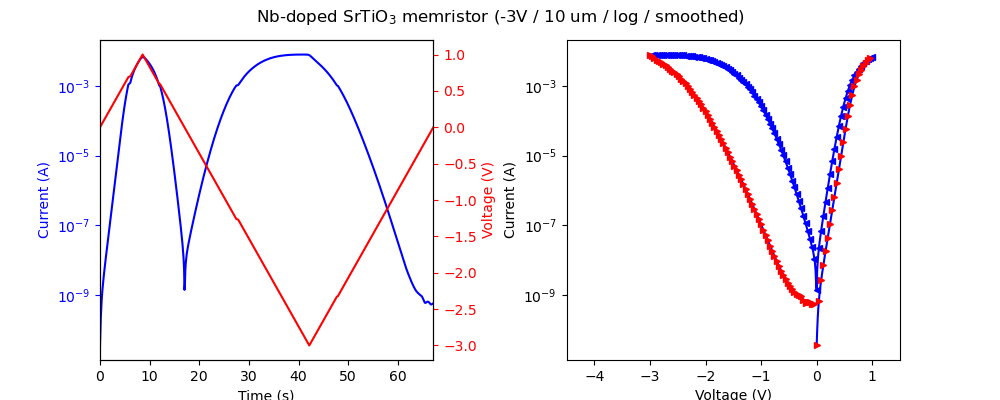 Nb-doped SrTiO₃ memristor (-3V / 10 um / log / smoothed)
Current (A)
10⁻³
10⁻⁵
10⁻⁷
10⁻⁹
0 10 20 30 40 50 60
Time (s)
1.0
0.5
0.0
−0.5
−1.0
−1.5
−2.0
−2.5
−3.0
Voltage (V)
Current (A)
10⁻³
10⁻⁵
10⁻⁷
10⁻⁹
−4 −3 −2 −1 0 1
Voltage (V)